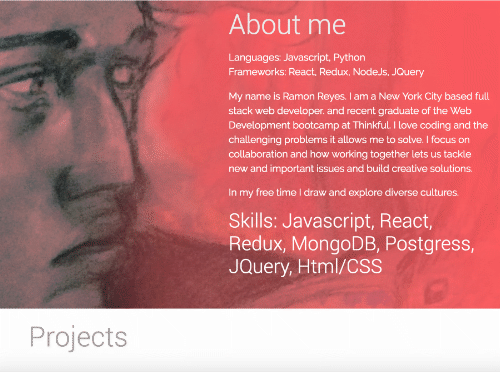 About me
Languages: Javascript, Python
Frameworks: React, Redux, NodeJs, JQuery
My name is Ramon Reyes. I am a New York City based full
stack web developer, and recent graduate of the Web
Development bootcamp at Thinkful. I love coding and the
challenging problems it allows me to solve. I focus on
collaboration and how working together lets us tackle
new and important issues and build creative solutions.
In my free time I draw and explore diverse cultures.
Skills: Javascript, React,
Redux, MongoDB, Postgress,
JQuery, Html/CSS
Projects